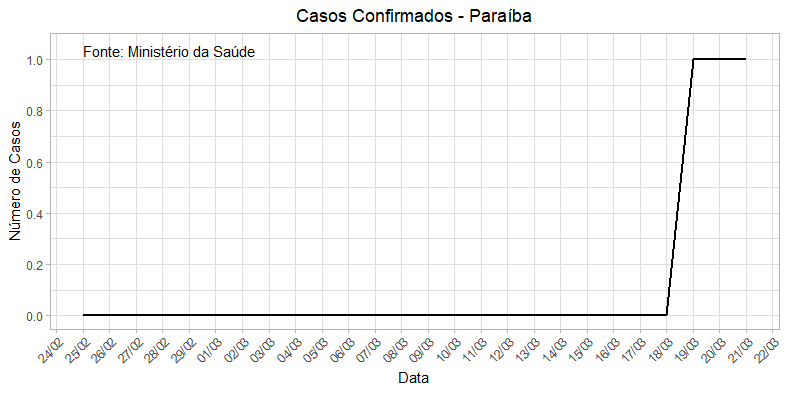 Casos Confirmados - Paraíba
Fonte: Ministério da Saúde
Número de Casos
1.0
0.8
0.6
0.4
0.2
0.0
24/02 25/02 26/02 27/02 28/02 29/02 01/03 02/03 03/03 04/03 05/03 06/03 07/03 08/03 09/03 10/03 11/03 12/03 13/03 14/03 15/03 16/03 17/03 18/03 19/03 20/03 21/03 22/03
Data